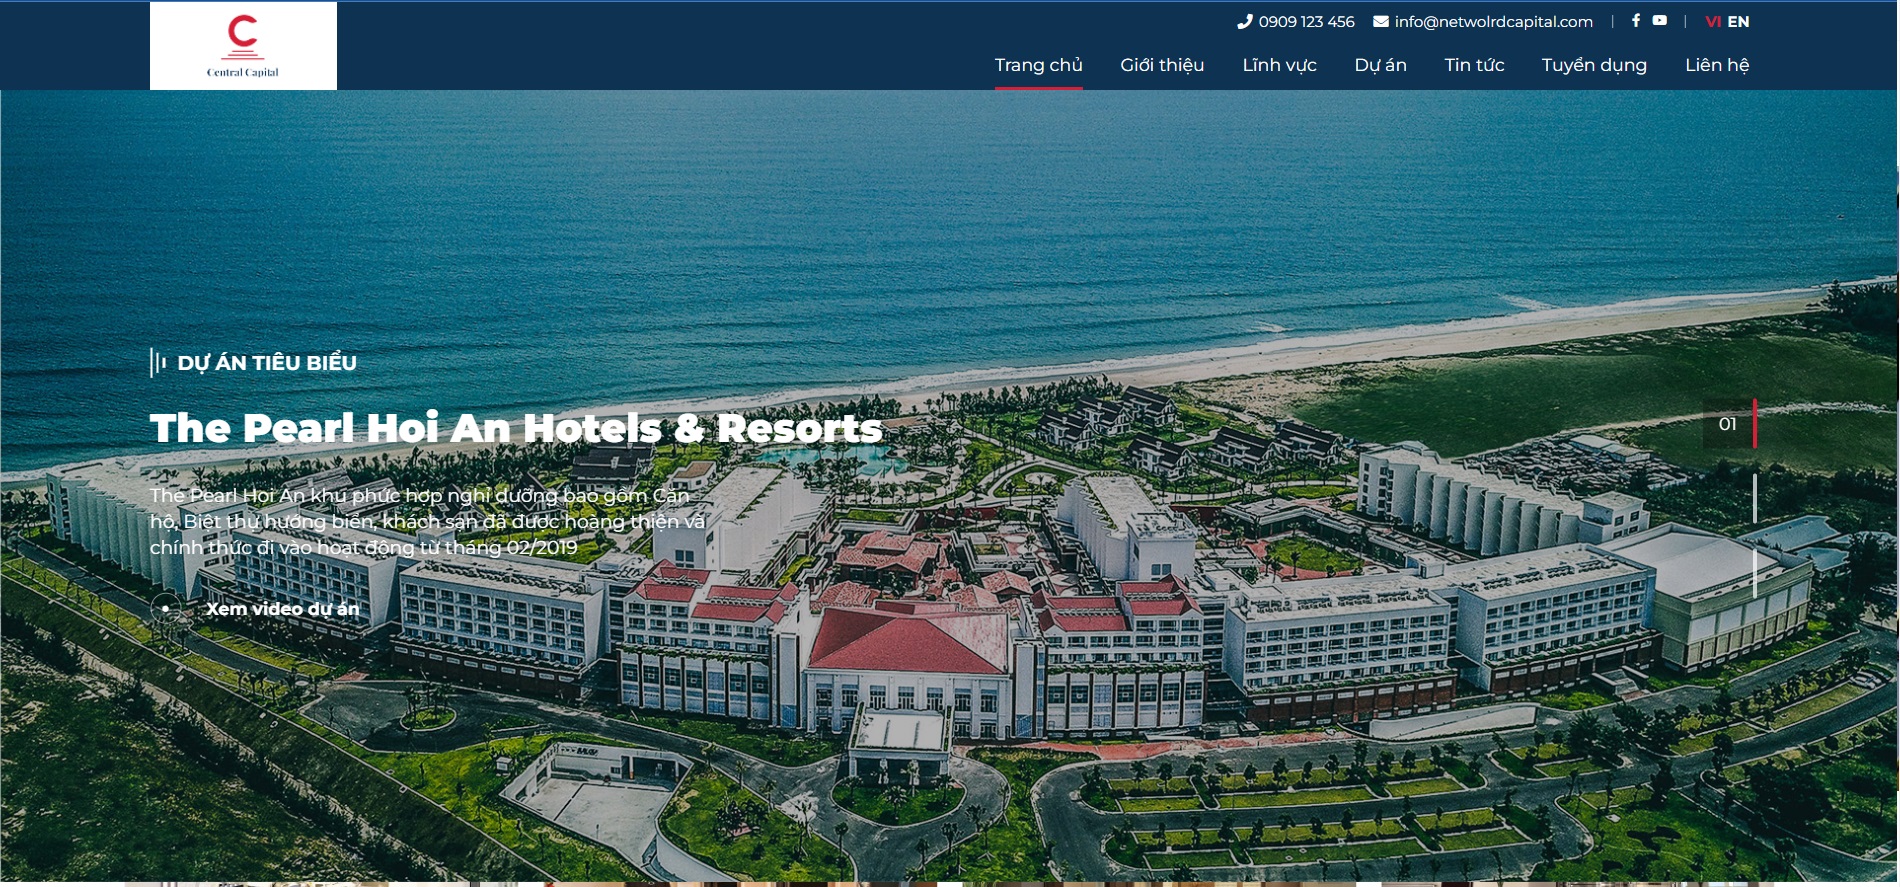 Central Capital
0909 123 456 info@netwolrdcapital.com | | VI EN
Trang chủ Giới thiệu Lĩnh vực Dự án Tin tức Tuyển dụng Liên hệ
DỰ ÁN TIÊU BIỂU
The Pearl Hoi An Hotels & Resorts
01
The Pearl Hội An khu phức hợp nghỉ dưỡng bao gồm Căn
hộ, Biệt thự hướng biển, khách sạn đã được hoàng thiện và
chính thức đi vào hoạt động từ tháng 02/2019
Xem video dự án